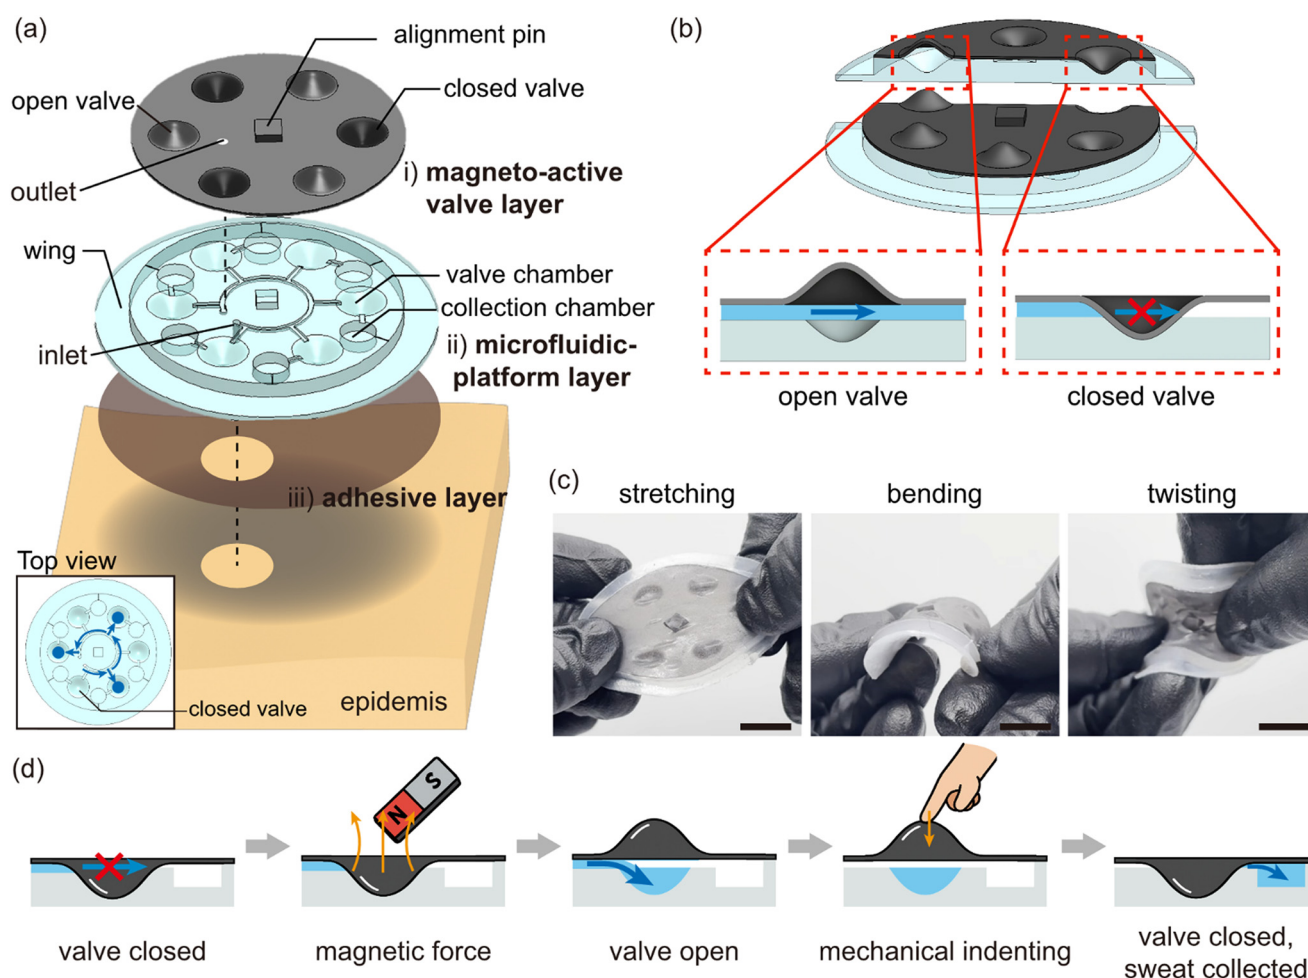 (a)
alignment pin
open valve
closed valve
outlet
i) magneto-active
valve layer
wing
valve chamber
collection chamber
inlet
ii) microfluidic-
platform layer
iii) adhesive layer
Top view
closed valve
epidemis
(b)
open valve
closed valve
(c)
stretching
bending
twisting
(d)
N
S
valve closed
magnetic force
valve open
mechanical indenting
valve closed,
sweat collected